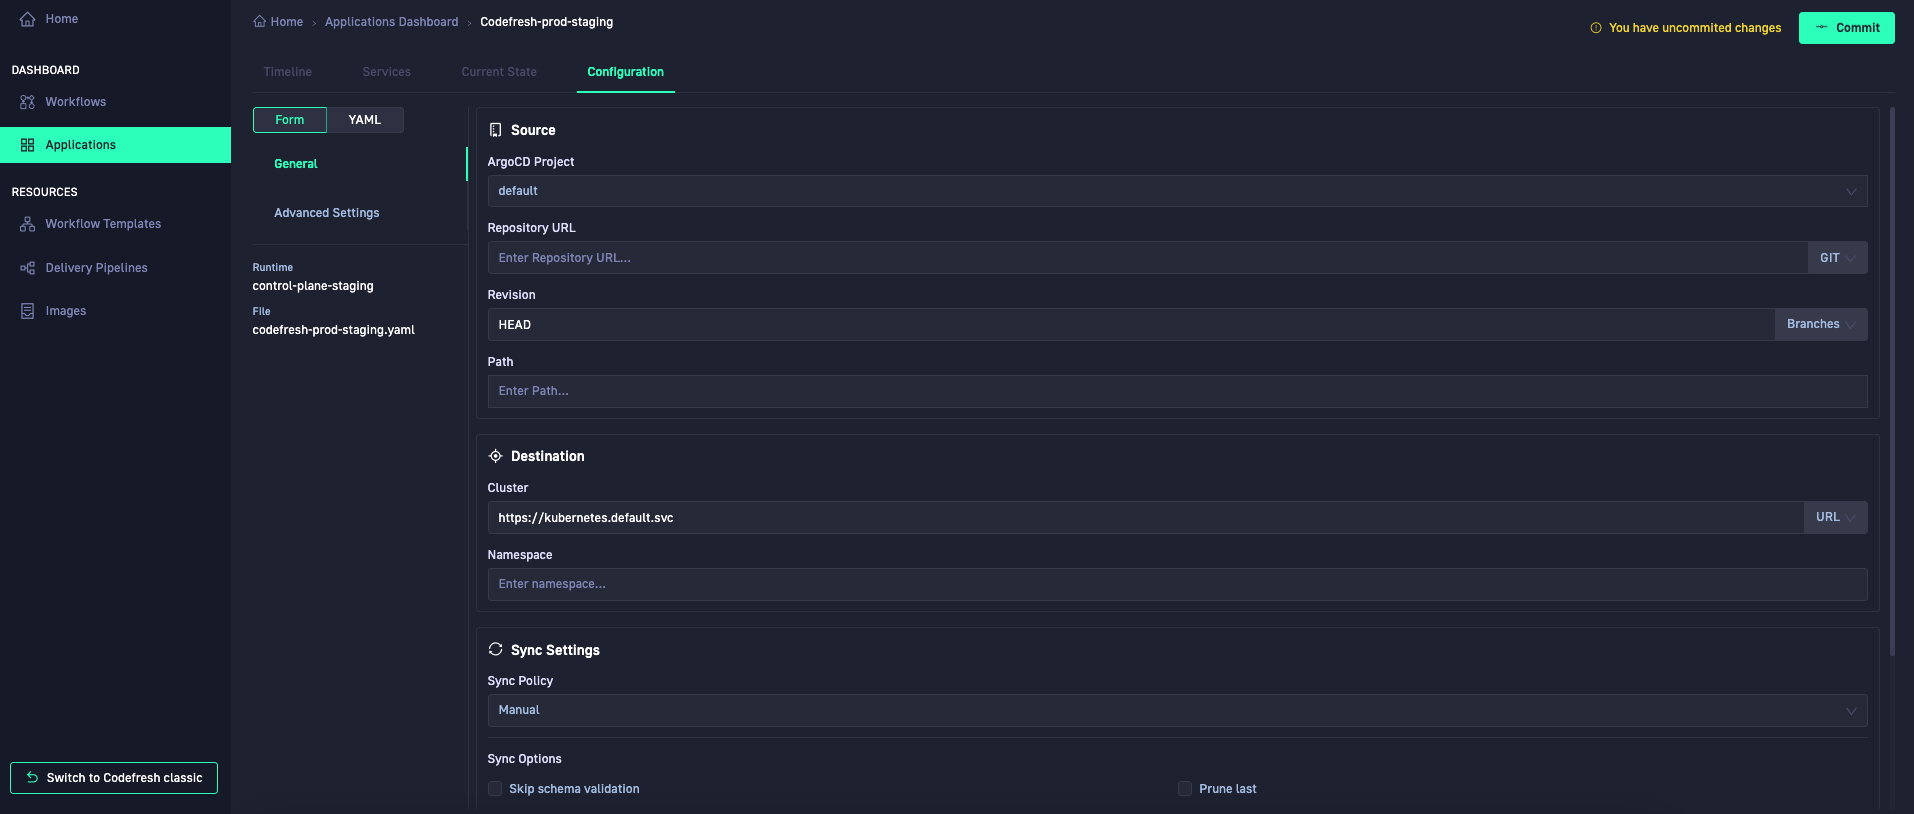 Home
DASHBOARD
Workflows
Applications
RESOURCES
Workflow Templates
Delivery Pipelines
Images
Switch to Codefresh classic
Home › Applications Dashboard › Codefresh-prod-staging
You have uncommited changes
Commit
Timeline Services Current State Configuration
Form YAML
General
Advanced Settings
Runtime
control-plane-staging
File
codefresh-prod-staging.yaml
Source
ArgoCD Project
default
Repository URL
Enter Repository URL... GIT
Revision
HEAD Branches
Path
Enter Path...
Destination
Cluster
https://kubernetes.default.svc URL
Namespace
Enter namespace...
Sync Settings
Sync Policy
Manual
Sync Options
Skip schema validation Prune last